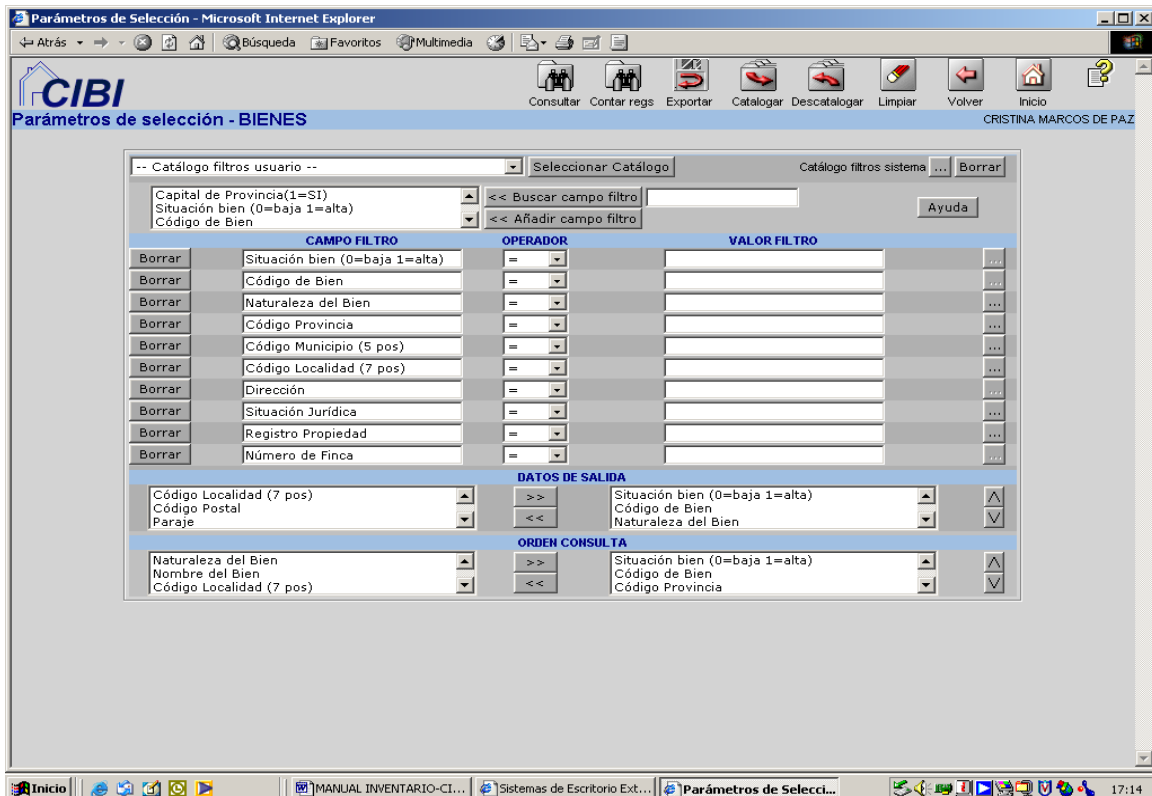 Parámetros de Selección - Microsoft Internet Explorer
Atrás Búsqueda Favoritos Multimedia
CIBI
Consultar Contar regs Exportar Catalogar Descatalogar Limpiar Volver Inicio
Parámetros de selección - BIENES CRISTINA MARCOS DE PAZ
-- Catálogo filtros usuario -- Seleccionar Catálogo Catálogo filtros sistema ... Borrar
Capital de Provincia(1=SI)
Situación bien (0=baja 1=alta)
Código de Bien
<< Buscar campo filtro
<< Añadir campo filtro
Ayuda
CAMPO FILTRO OPERADOR VALOR FILTRO
Borrar Situación bien (0=baja 1=alta) = ...
Borrar Código de Bien = ...
Borrar Naturaleza del Bien = ...
Borrar Código Provincia = ...
Borrar Código Municipio (5 pos) = ...
Borrar Código Localidad (7 pos) = ...
Borrar Dirección = ...
Borrar Situación Jurídica = ...
Borrar Registro Propiedad = ...
Borrar Número de Finca = ...
DATOS DE SALIDA
Código Localidad (7 pos)
Código Postal
Paraje
>>
<<
Situación bien (0=baja 1=alta)
Código de Bien
Naturaleza del Bien
ORDEN CONSULTA
Naturaleza del Bien
Nombre del Bien
Código Localidad (7 pos)
>>
<<
Situación bien (0=baja 1=alta)
Código de Bien
Código Provincia
Inicio MANUAL INVENTARIO-CI... Sistemas de Escritorio Ext... Parámetros de Selecci... 17:14